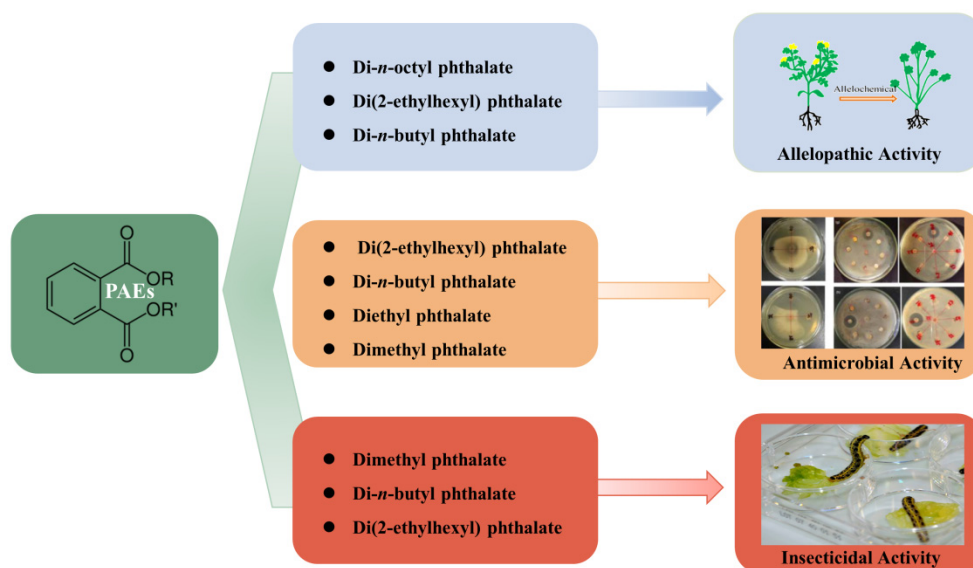 Di-n-octyl phthalate
Di(2-ethylhexyl) phthalate
Di-n-butyl phthalate
Allelochemical
Allelopathic Activity
O
OR
PAEs
OR'
O
Di(2-ethylhexyl) phthalate
Di-n-butyl phthalate
Diethyl phthalate
Dimethyl phthalate
Antimicrobial Activity
Dimethyl phthalate
Di-n-butyl phthalate
Di(2-ethylhexyl) phthalate
Insecticidal Activity